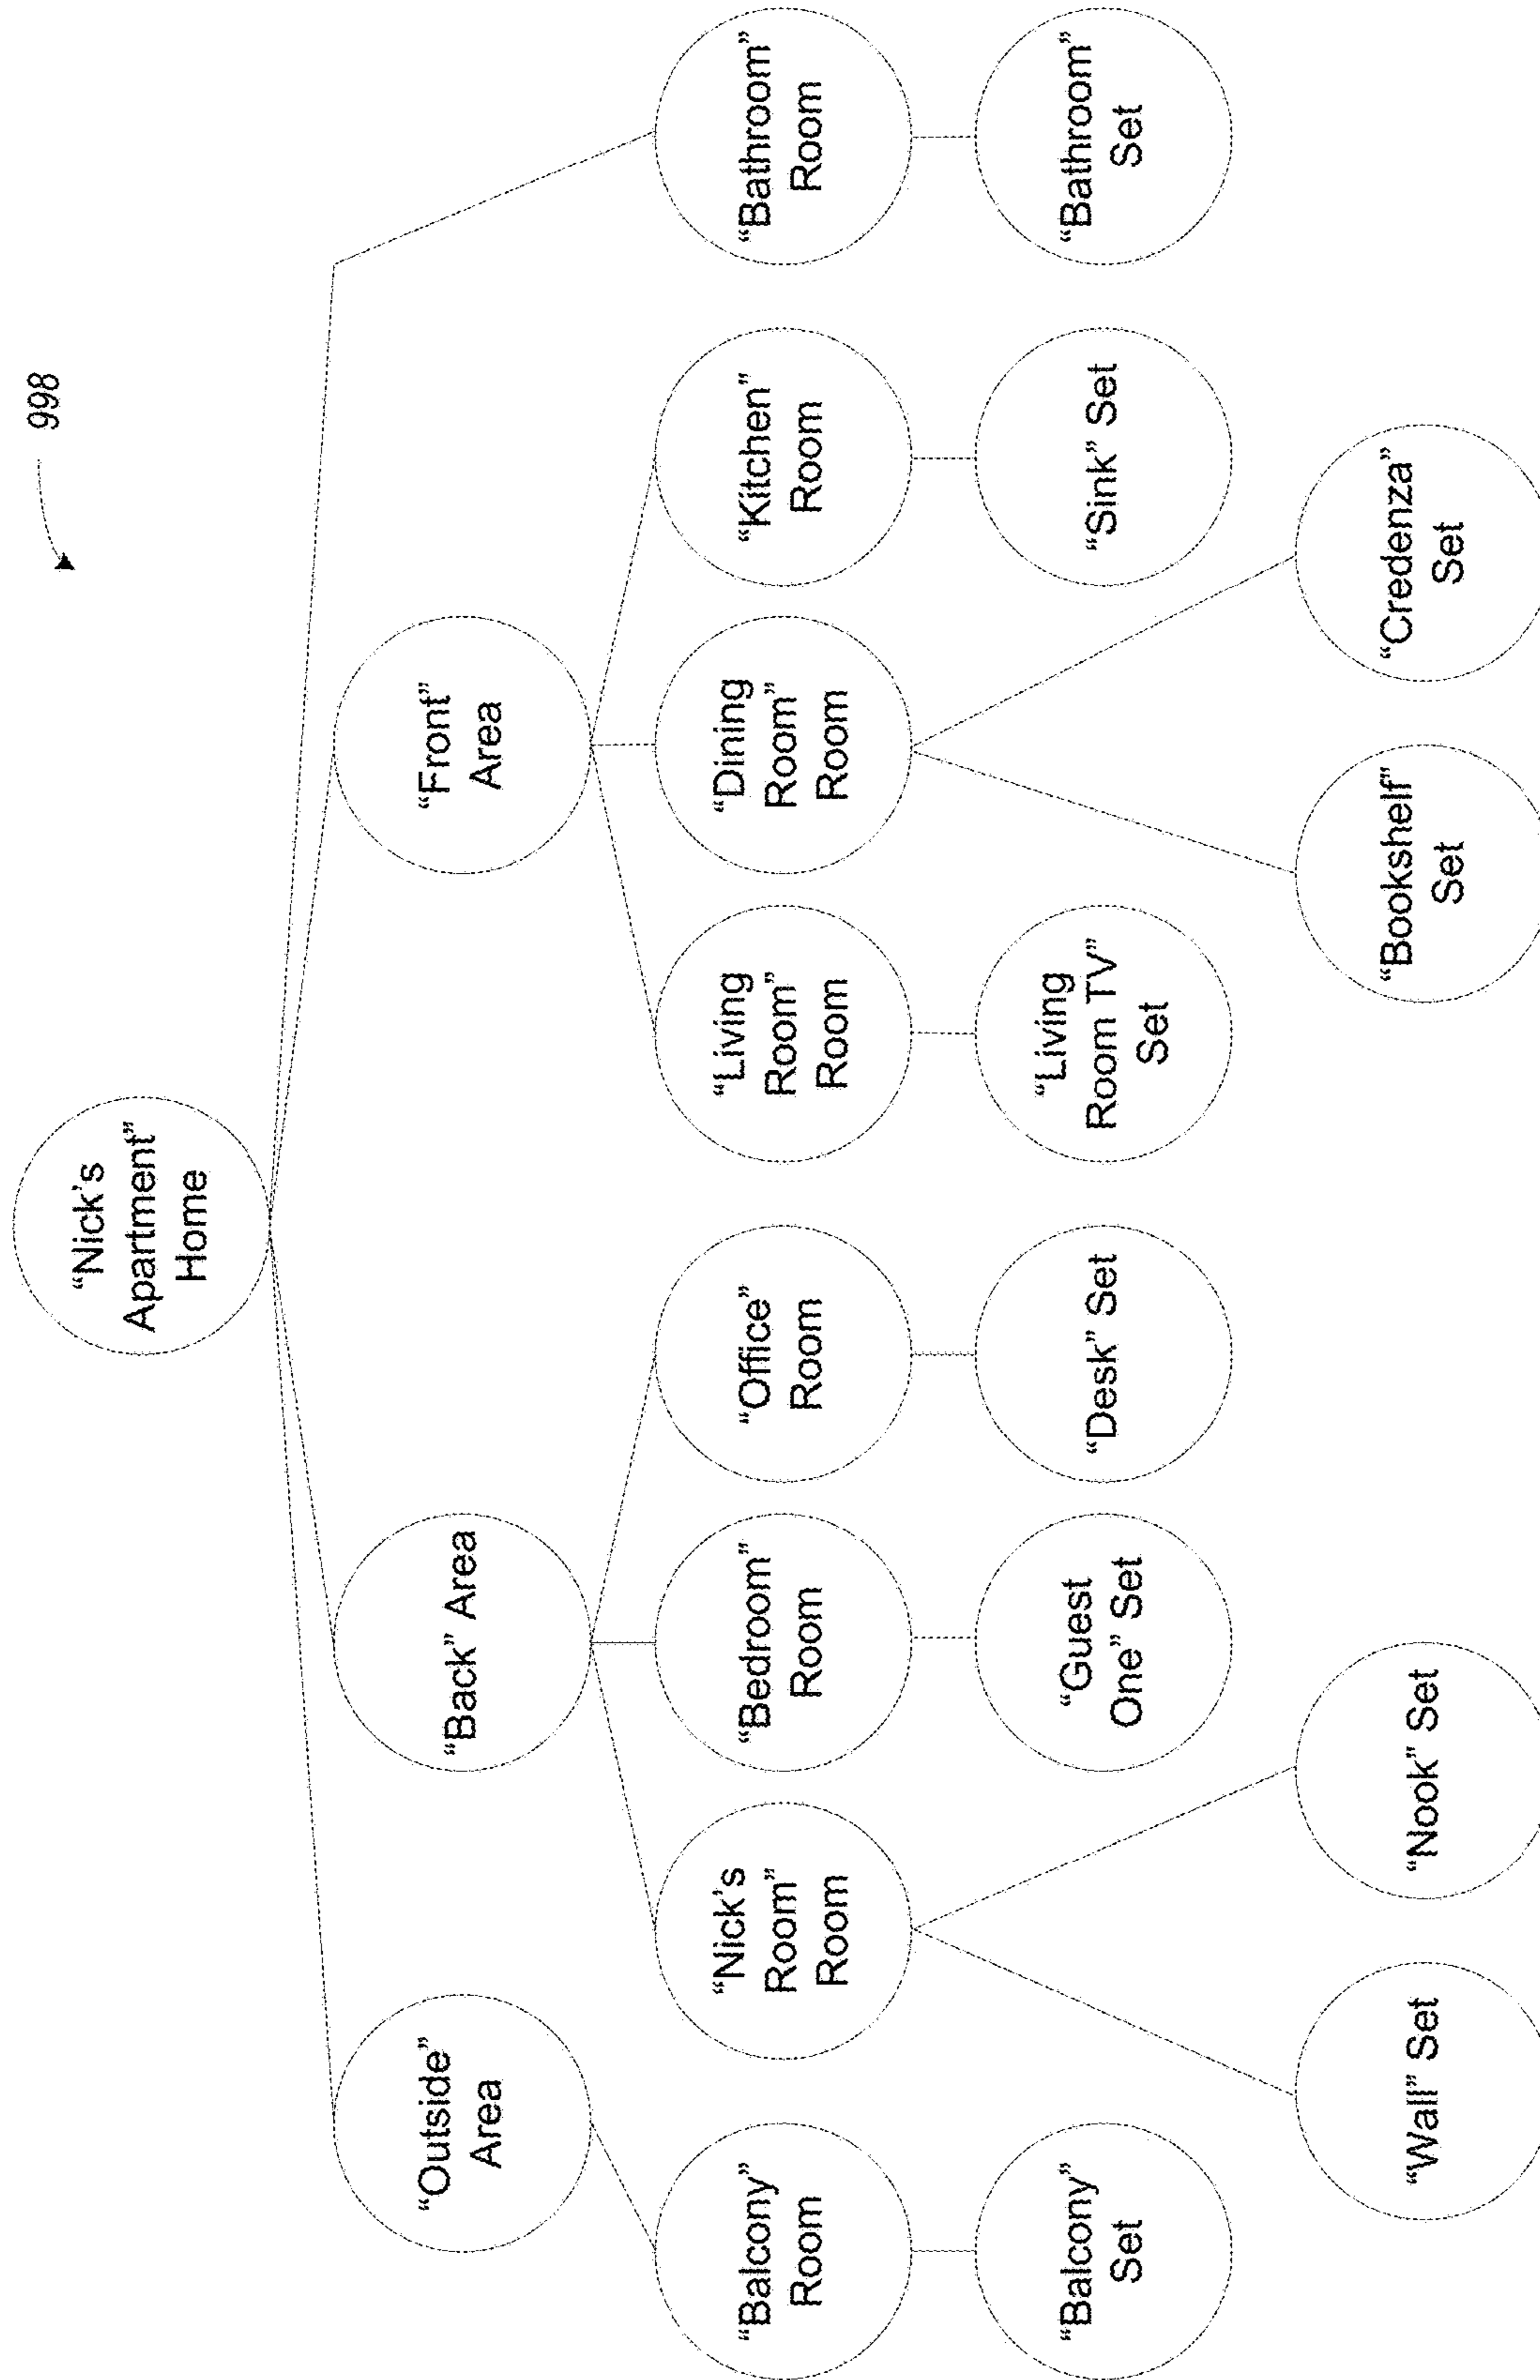 998
“Nick's
Apartment”
Home
“Outside”
Area
“Back” Area
“Front”
Area
“Balcony”
Room
“Nick's
Room”
Room
“Bedroom”
Room
“Office”
Room
“Living
Room”
Room
“Dining
Room”
Room
“Kitchen”
Room
“Bathroom”
Room
“Balcony”
Set
“Guest
One” Set
“Desk” Set
“Living
Room TV”
Set
“Sink” Set
“Bathroom”
Set
“Wall” Set
“Nook” Set
“Bookshelf”
Set
“Credenza”
Set